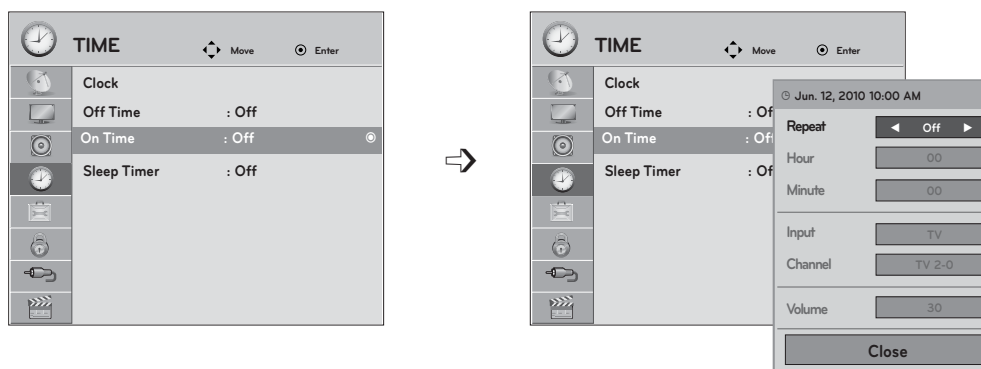 TIME Move Enter
Clock
Off Time : Off
On Time : Off
Sleep Timer : Off
TIME Move Enter
Clock
Off Time : Of
On Time : Off
Sleep Timer : Of
Jun. 12, 2010 10:00 AM
Repeat Off
Hour 00
Minute 00
Input TV
Channel TV 2-0
Volume 30
Close